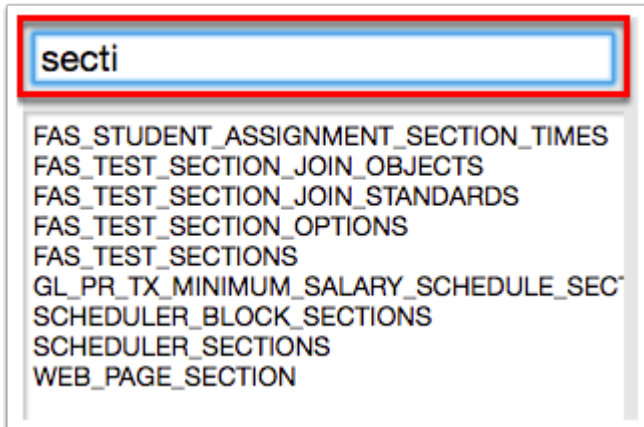 secti
FAS_STUDENT_ASSIGNMENT_SECTION_TIMES
FAS_TEST_SECTION_JOIN_OBJECTS
FAS_TEST_SECTION_JOIN_STANDARDS
FAS_TEST_SECTION_OPTIONS
FAS_TEST_SECTIONS
GL_PR_TX_MINIMUM_SALARY_SCHEDULE_SECT
SCHEDULER_BLOCK_SECTIONS
SCHEDULER_SECTIONS
WEB_PAGE_SECTION